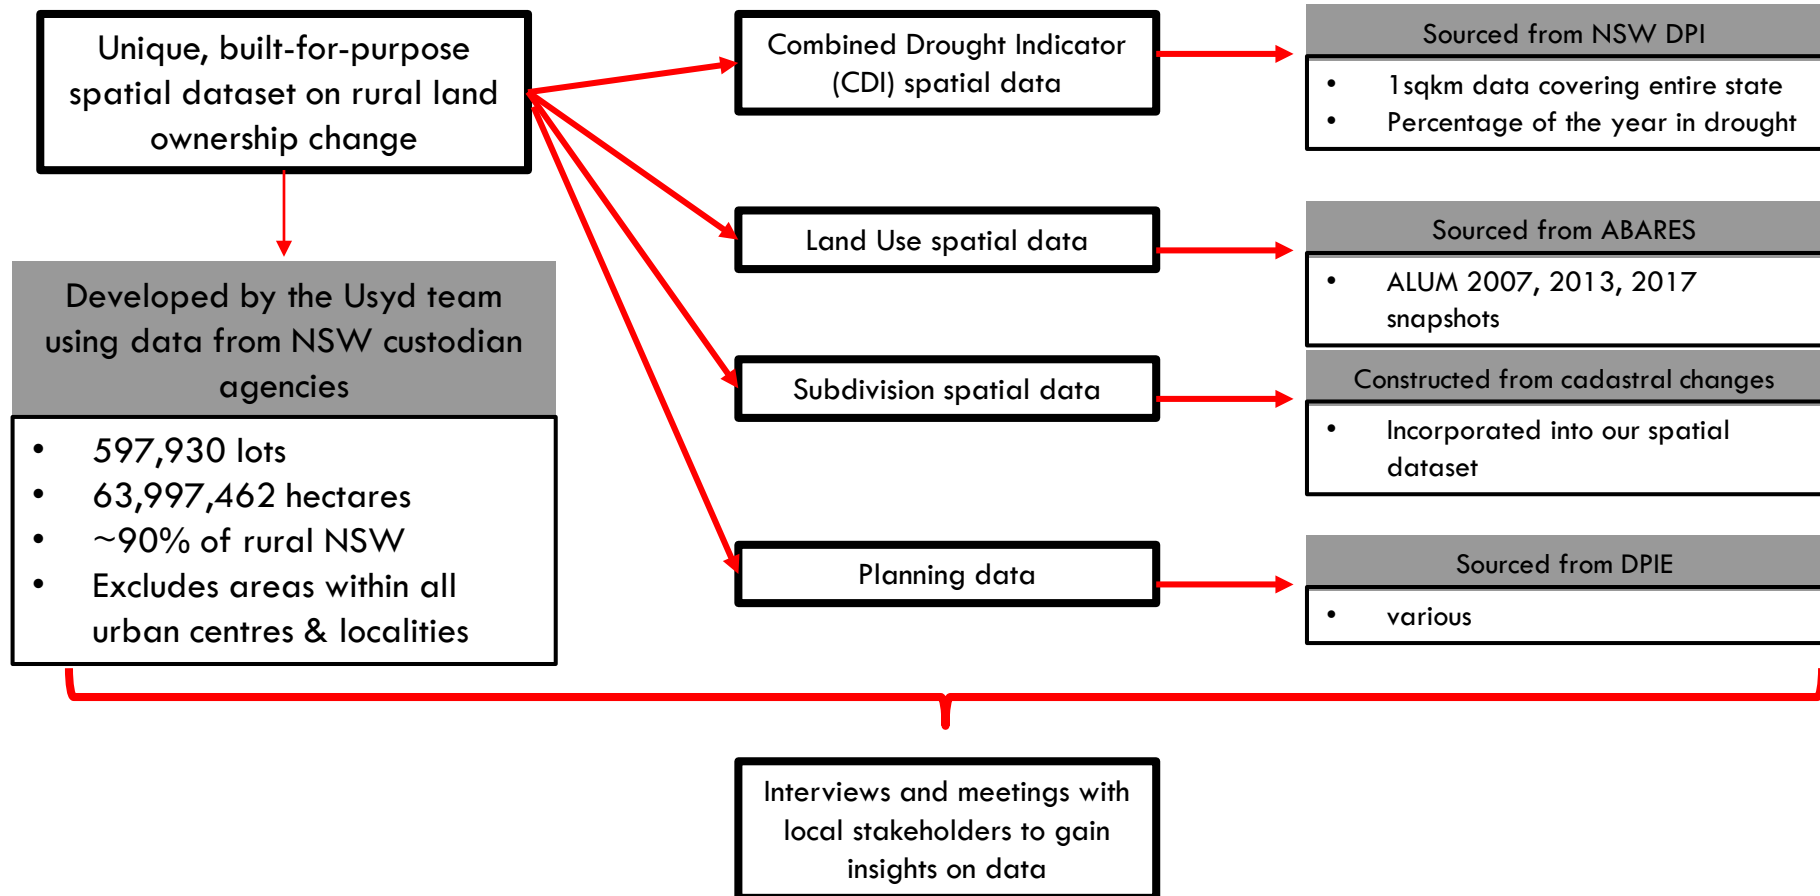 Unique, built-for-purpose
spatial dataset on rural land
ownership change
Developed by the Usyd team
using data from NSW custodian
agencies
• 597,930 lots
• 63,997,462 hectares
• ~90% of rural NSW
• Excludes areas within all
urban centres & localities
Combined Drought Indicator
(CDI) spatial data
Sourced from NSW DPI
• 1sqkm data covering entire state
• Percentage of the year in drought
Land Use spatial data
Sourced from ABARES
• ALUM 2007, 2013, 2017
snapshots
Subdivision spatial data
Constructed from cadastral changes
• Incorporated into our spatial
dataset
Planning data
Sourced from DPIE
• various
Interviews and meetings with
local stakeholders to gain
insights on data